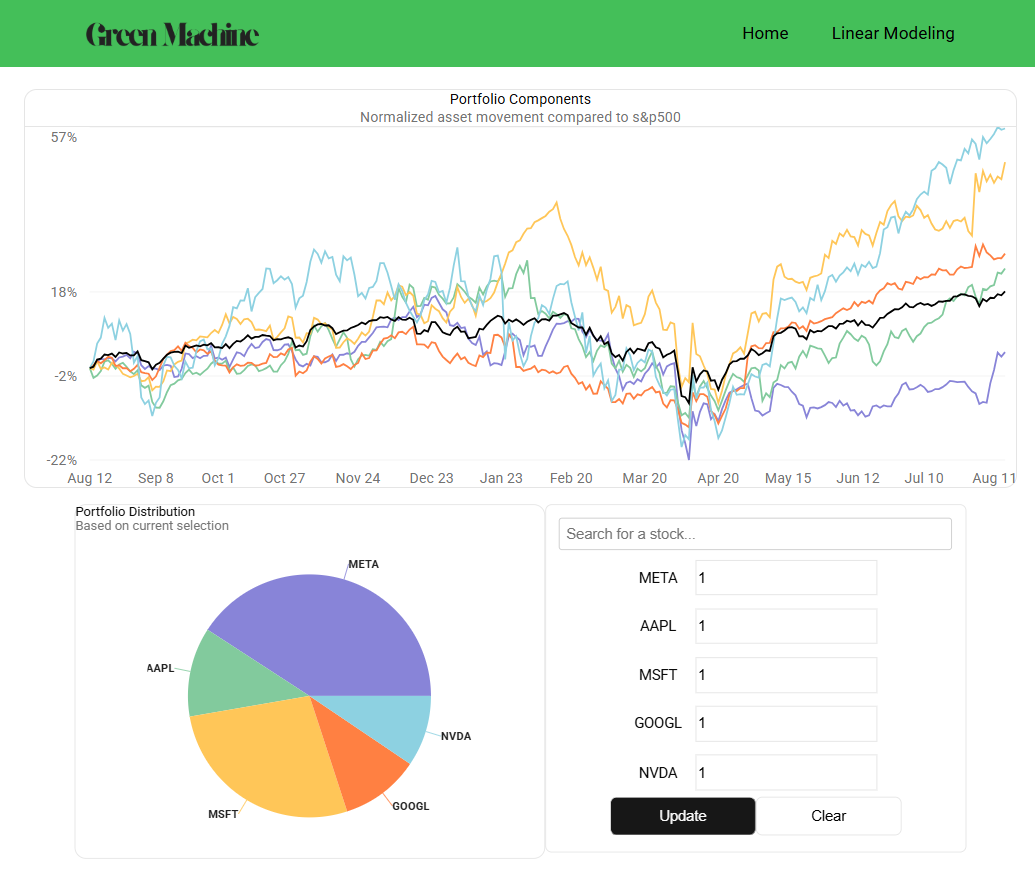 Green Machine
Home
Linear Modeling
Portfolio Components
Normalized asset movement compared to s&p500
57%
18%
-2%
-22%
Aug 12 Sep 8 Oct 1 Oct 27 Nov 24 Dec 23 Jan 23 Feb 20 Mar 20 Apr 20 May 15 Jun 12 Jul 10 Aug 11
Portfolio Distribution
Based on current selection
META
AAPL
NVDA
GOOGL
MSFT
Search for a stock...
META 1
AAPL 1
MSFT 1
GOOGL 1
NVDA 1
Update
Clear